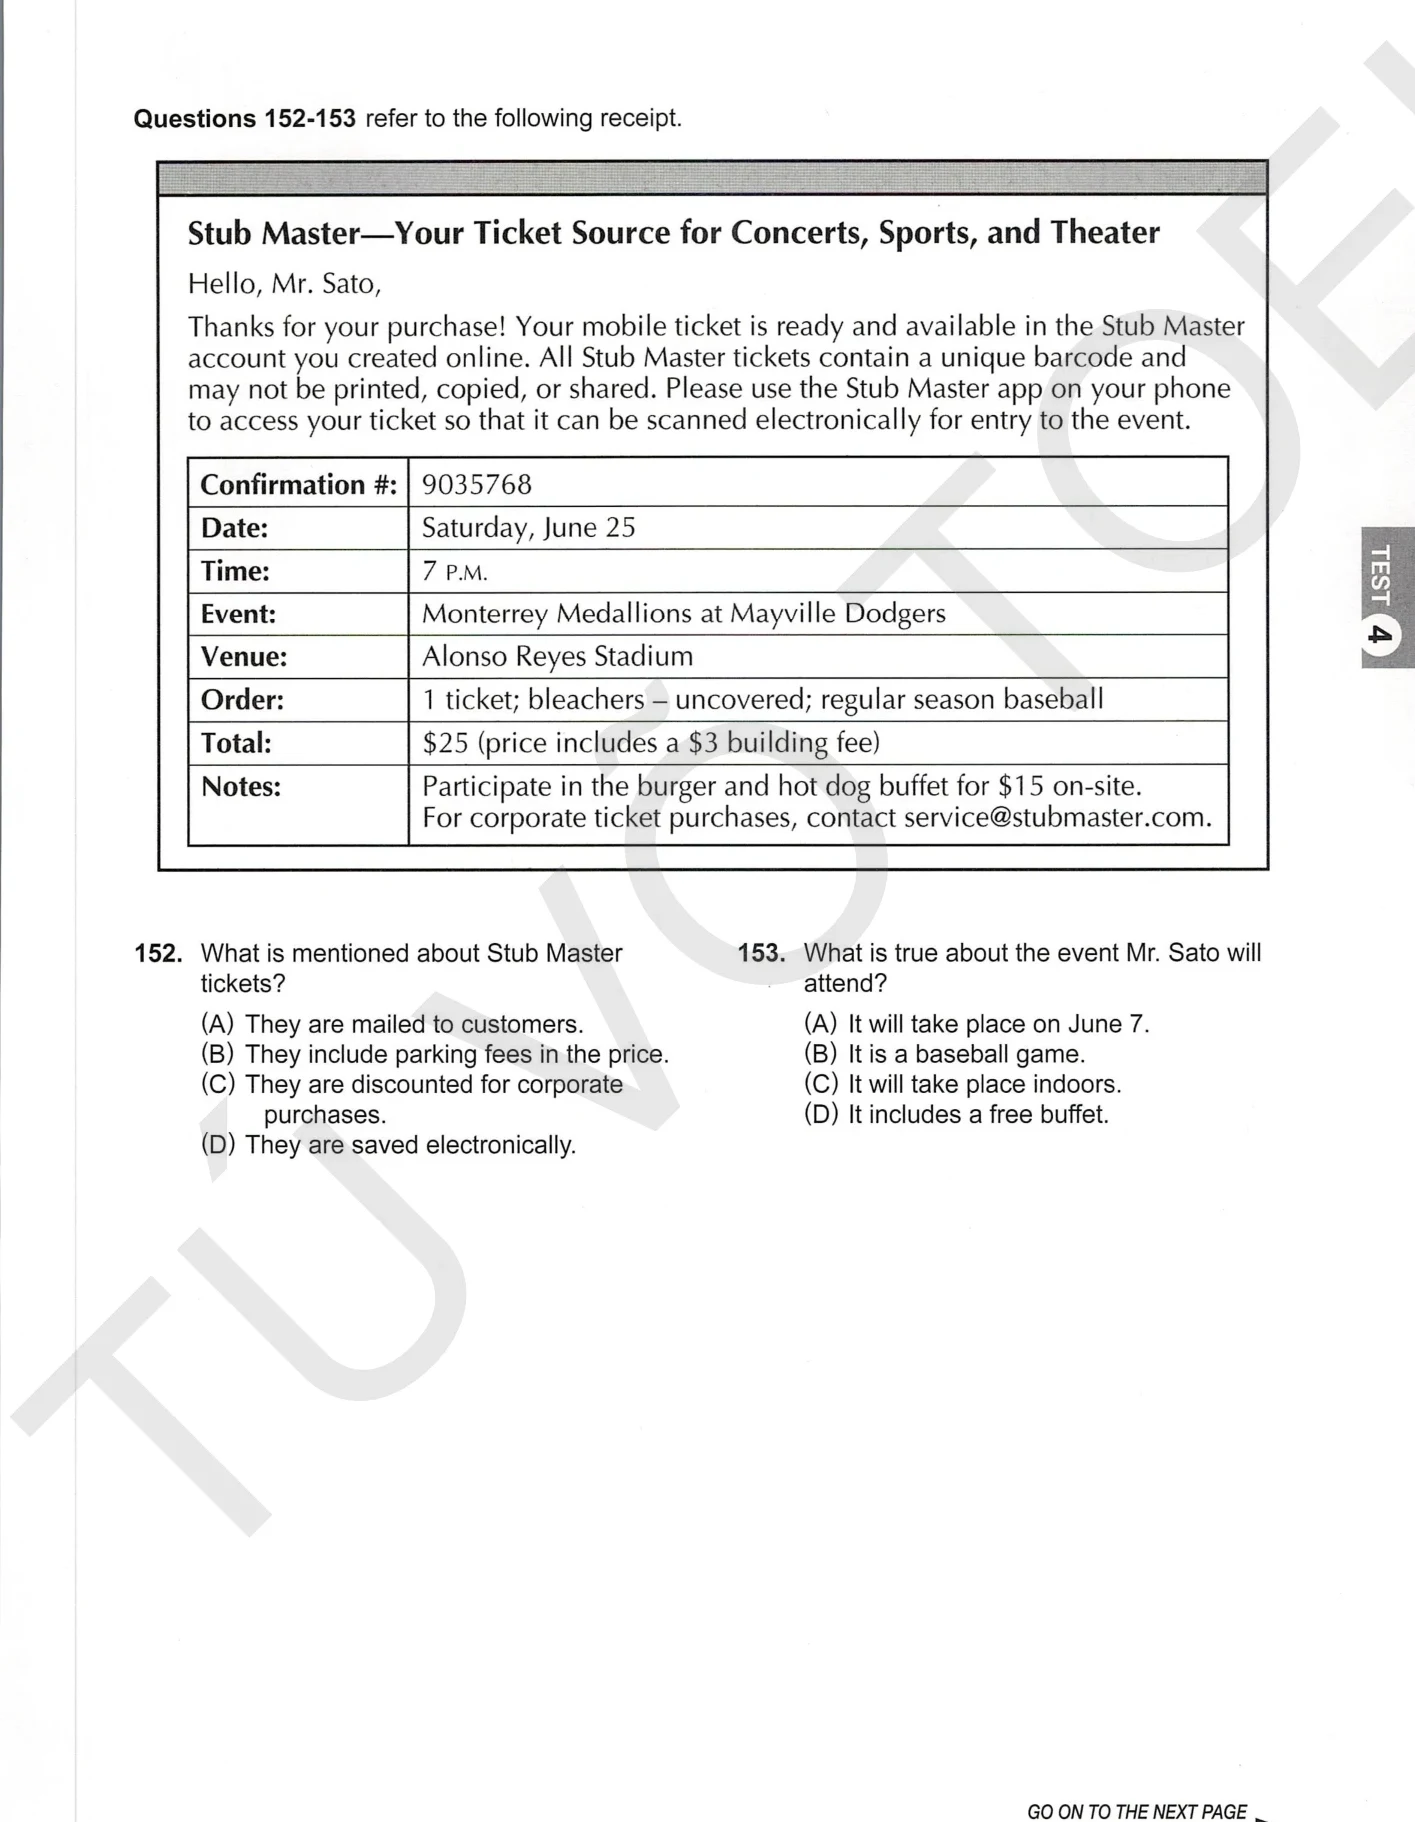 Questions 152-153 refer to the following receipt.
Stub Master—Your Ticket Source for Concerts, Sports, and Theater
Hello, Mr. Sato,
Thanks for your purchase! Your mobile ticket is ready and available in the Stub Master
account you created online. All Stub Master tickets contain a unique barcode and
may not be printed, copied, or shared. Please use the Stub Master app on your phone
to access your ticket so that it can be scanned electronically for entry to the event.
Confirmation #: 9035768
Date: Saturday, June 25
Time: 7 P.M.
Event: Monterrey Medallions at Mayville Dodgers
Venue: Alonso Reyes Stadium
Order: 1 ticket; bleachers – uncovered; regular season baseball
Total: $25 (price includes a $3 building fee)
Notes: Participate in the burger and hot dog buffet for $15 on-site.
For corporate ticket purchases, contact service@stubmaster.com.
TEST 4
152. What is mentioned about Stub Master
tickets?
(A) They are mailed to customers.
(B) They include parking fees in the price.
(C) They are discounted for corporate
purchases.
(D) They are saved electronically.
153. What is true about the event Mr. Sato will
attend?
(A) It will take place on June 7.
(B) It is a baseball game.
(C) It will take place indoors.
(D) It includes a free buffet.
GO ON TO THE NEXT PAGE
TÚ VÕ TOE